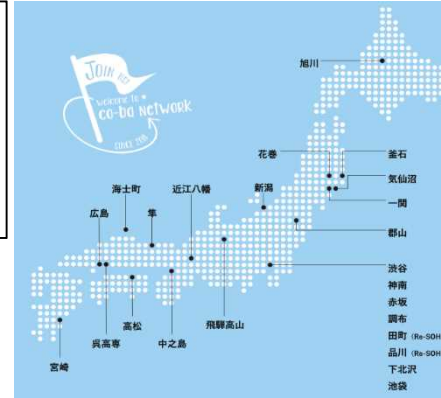 JOIN US!
welcome to
co-ba NETWORK
SINCE 2011
旭川
花巻
釜石
気仙沼
一関
新潟
郡山
海士町
近江八幡
広島
隼
渋谷
神南
赤坂
調布
田町 (Re-SOH
品川 (Re-SOH
下北沢
池袋
飛騨高山
中之島
高松
呉高専
宮崎